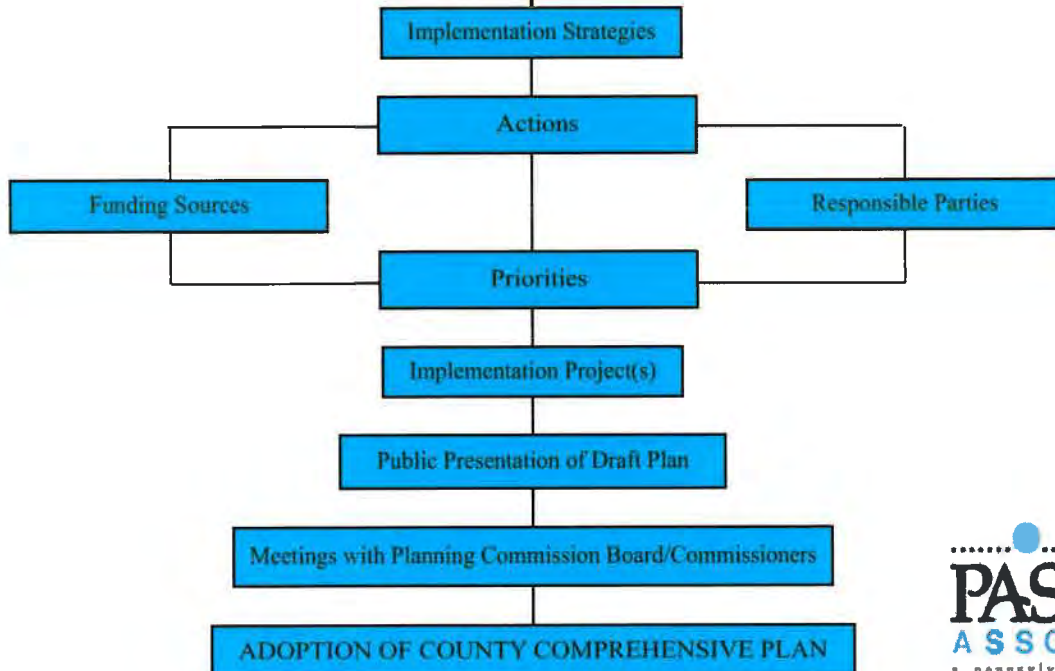 Implementation Strategies
Actions
Funding Sources
Responsible Parties
Priorities
Implementation Project(s)
Public Presentation of Draft Plan
Meetings with Planning Commission Board/Commissioners
ADOPTION OF COUNTY COMPREHENSIVE PLAN